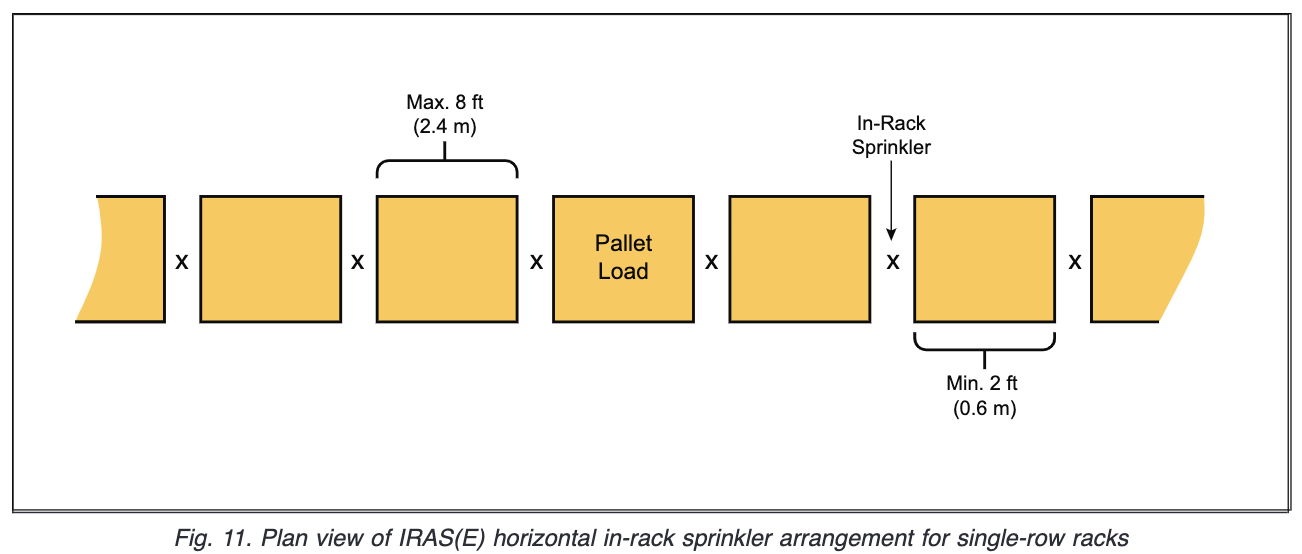 Max. 8 ft
(2.4 m)
In-Rack
Sprinkler
x
x
x
Pallet
Load
x
x
x
Min. 2 ft
(0.6 m)
Fig. 11. Plan view of IRAS(E) horizontal in-rack sprinkler arrangement for single-row racks